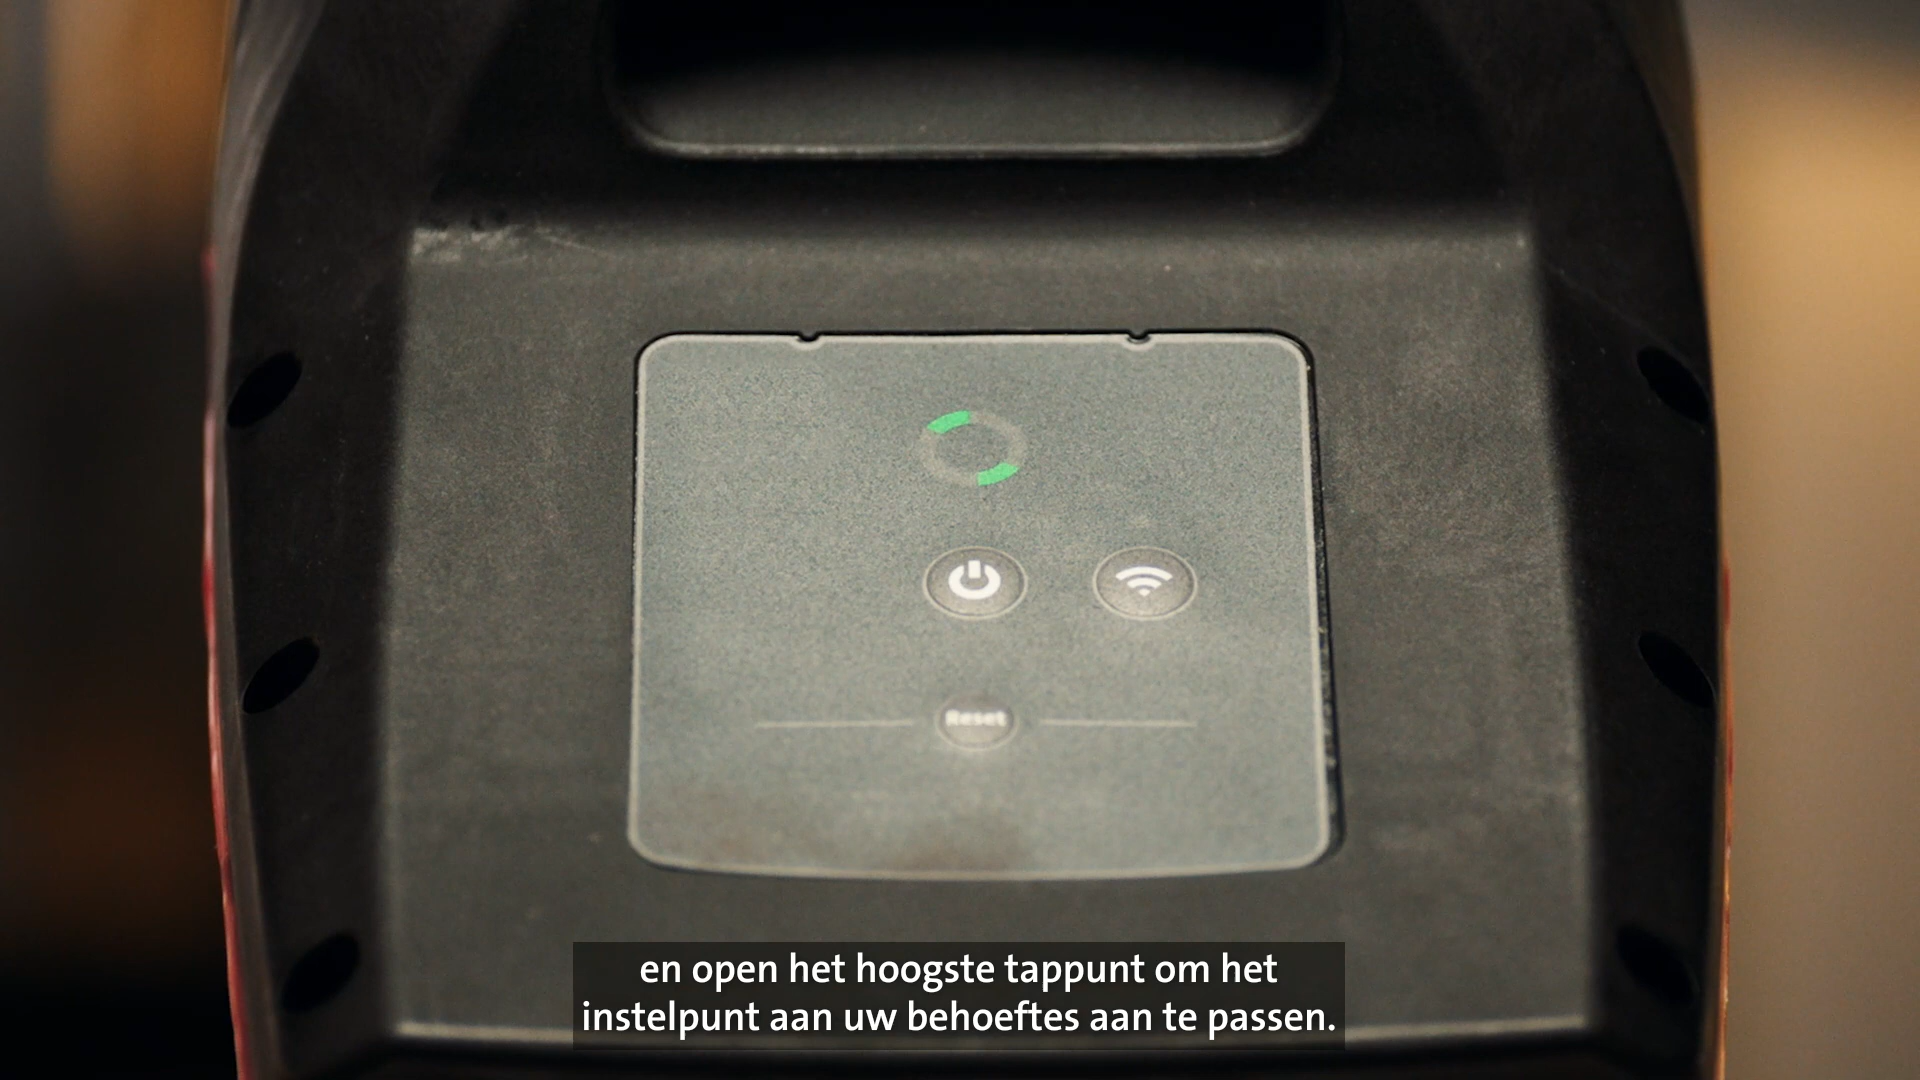 Reset
en open het hoogste tappunt om het
instelpunt aan uw behoeftes aan te passen.